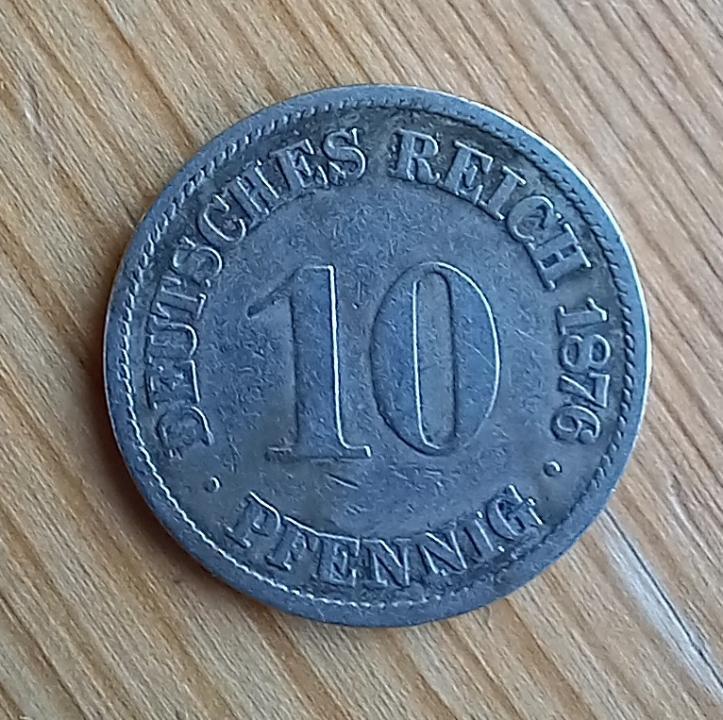 DEUTSCHES REICH 1876
10
· PFENNIG ·